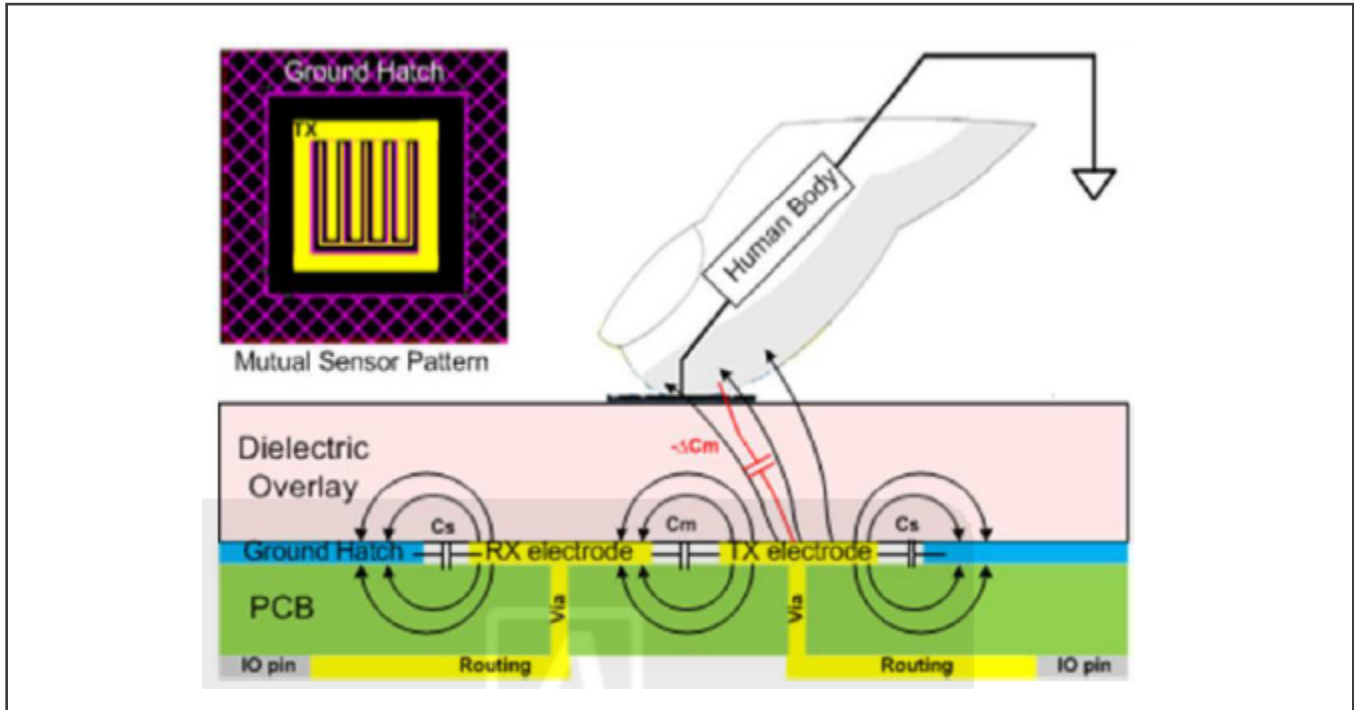 Ground Hatch
TX
Mutual Sensor Pattern
Human Body
Dielectric
Overlay
-ΔCm
Cs
Cm
Cs
Ground Hatch
RX electrode
TX electrode
PCB
Via
Via
IO pin
Routing
Routing
IO pin